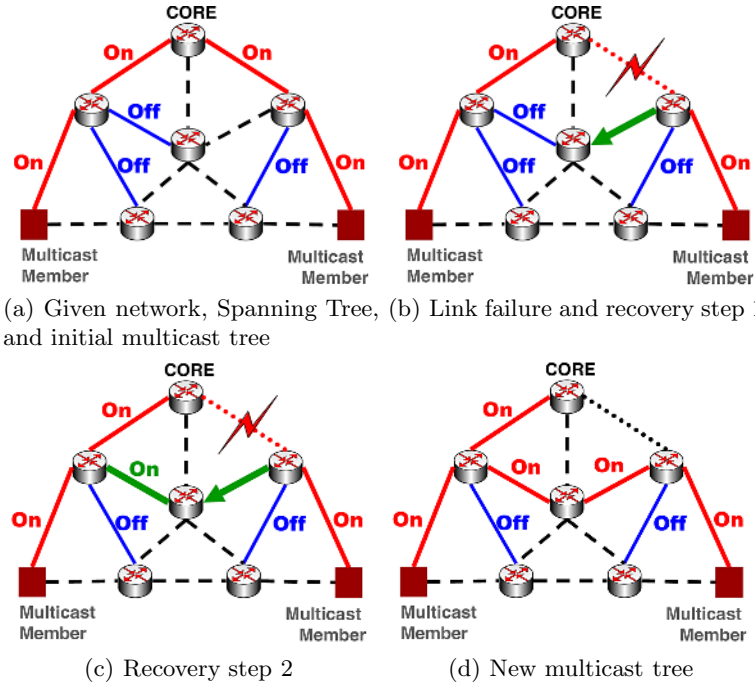 CORE
CORE
On
On
On
Off
Off
On
Off
Off
On
Off
Off
On
On
Off
Off
On
Multicast
Member
Multicast
Member
Multicast
Member
Multicast
Member
(a) Given network, Spanning Tree,
and initial multicast tree
(b) Link failure and recovery step
CORE
CORE
On
On
On
On
On
On
Off
Off
On
On
Off
Off
On
Multicast
Member
Multicast
Member
Multicast
Member
Multicast
Member
(c) Recovery step 2
(d) New multicast tree